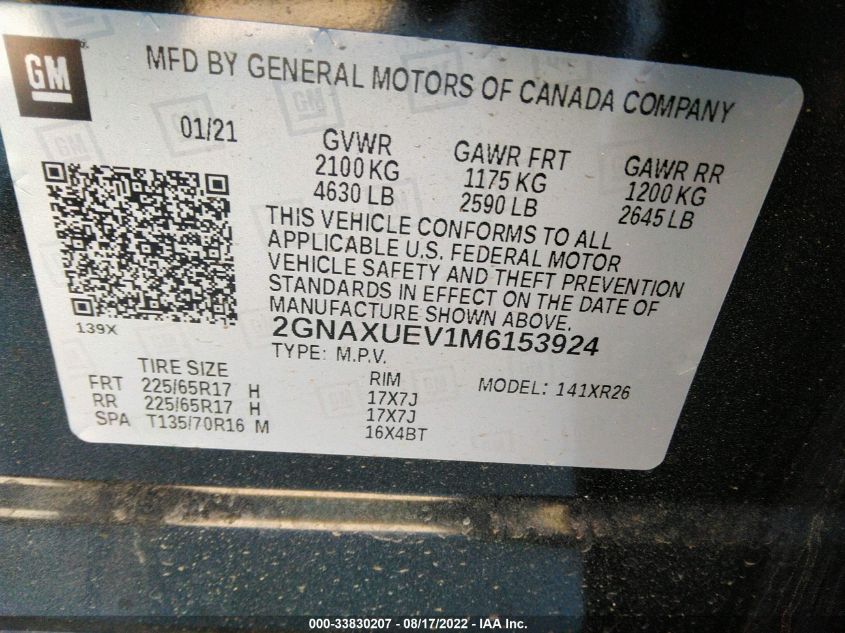 GM
MFD BY GENERAL MOTORS OF CANADA COMPANY
01/21
GVWR
2100 KG
4630 LB
GAWR FRT
1175 KG
2590 LB
GAWR RR
1200 KG
2645 LB
THIS VEHICLE CONFORMS TO ALL
APPLICABLE U.S. FEDERAL MOTOR
VEHICLE SAFETY AND THEFT PREVENTION
STANDARDS IN EFFECT ON THE DATE OF
MANUFACTURE SHOWN ABOVE.
139X
2GNAXUEV1M6153924
TYPE: M.P.V.
MODEL: 141XR26
TIRE SIZE
RIM
FRT 225/65R17 H 17X7J
RR 225/65R17 H 17X7J
SPA T135/70R16 M 16X4BT
000-33830207 - 08/17/2022 - IAA Inc.